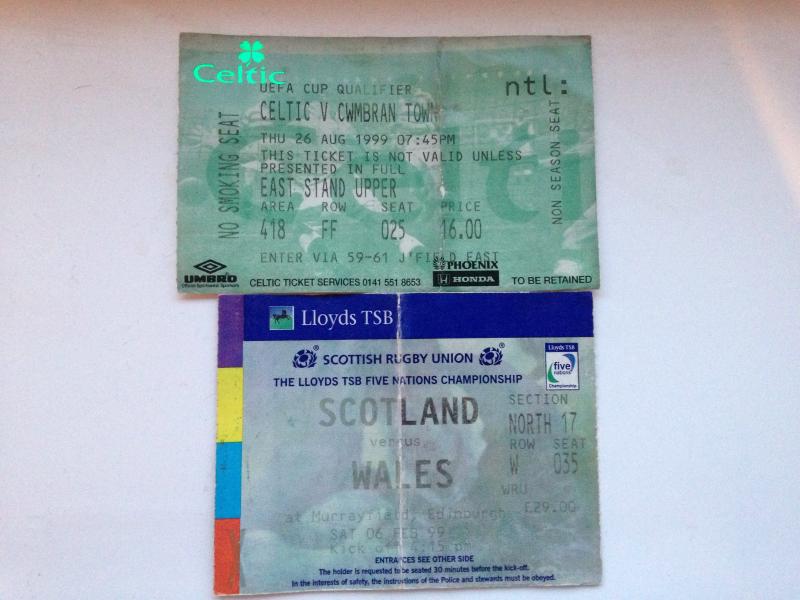 Celtic
UEFA CUP QUALIFIER
ntl:
CELTIC V CWMBRAN TOWN
THU 26 AUG 1999 07:45PM
THIS TICKET IS NOT VALID UNLESS
PRESENTED IN FULL
EAST STAND UPPER
AREA ROW SEAT PRICE
418 FF 025 16.00
ENTER VIA 59-61 J'FIELD EAST
NO SMOKING SEAT
NON SEASON SEAT
UMBRO
PHOENIX
HONDA
CELTIC TICKET SERVICES 0141 551 8653
TO BE RETAINED
Lloyds TSB
SCOTTISH RUGBY UNION
THE LLOYDS TSB FIVE NATIONS CHAMPIONSHIP
Lloyds TSB
five
nations
Championship
SCOTLAND
versus
WALES
SECTION
NORTH 17
ROW SEAT
W 035
WRU
£29.00
at Murrayfield, Edinburgh
SAT 06 FEB 99
Kick
ENTRANCES SEE OTHER SIDE
The holder is requested to be seated 30 minutes before the kick-off.
In the interests of safety, the instructions of the Police and stewards must be obeyed.